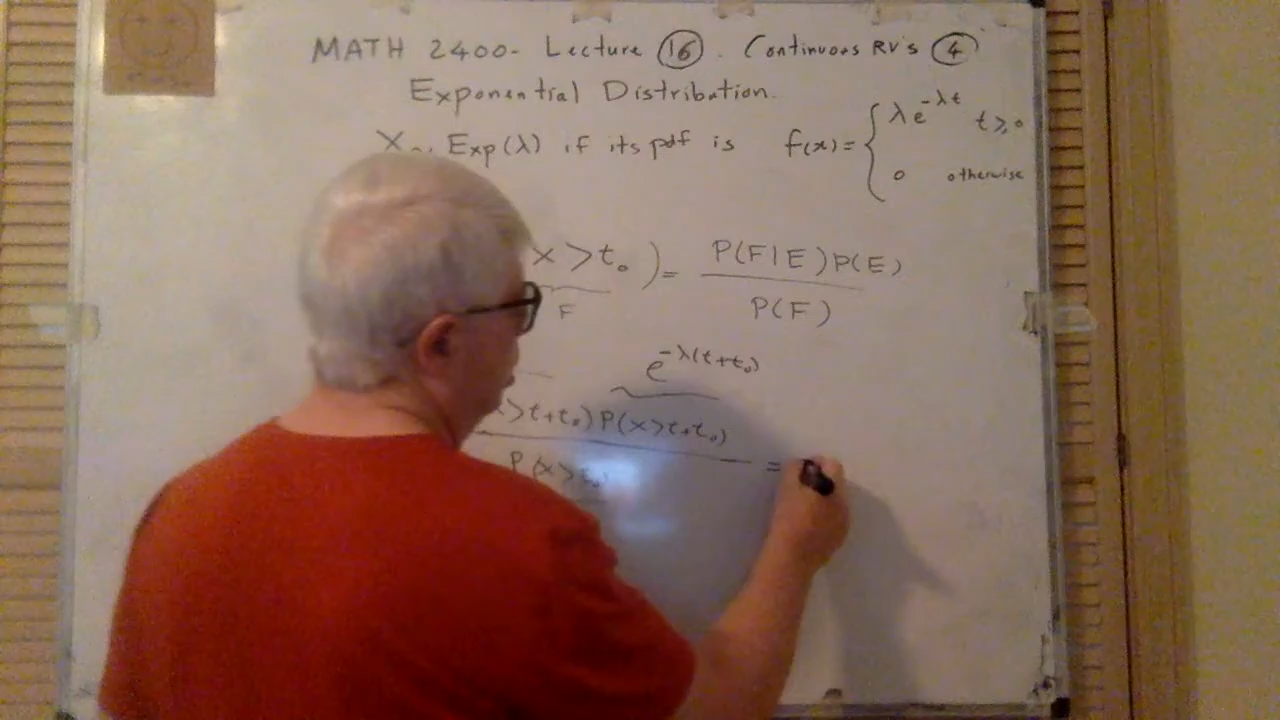 MATH 2400- Lecture 16. Continuous RV's 4
Exponential Distribution.
X ~ Exp(λ) if its pdf is f(x)= { λe^-λt t≥0
0 otherwise
x>t₀ ) = P(F|E)P(E)
F P(F)
e^-λ(t+t₀)
x>t+t₀) P(x>t+t₀)
P(x>t₀ =